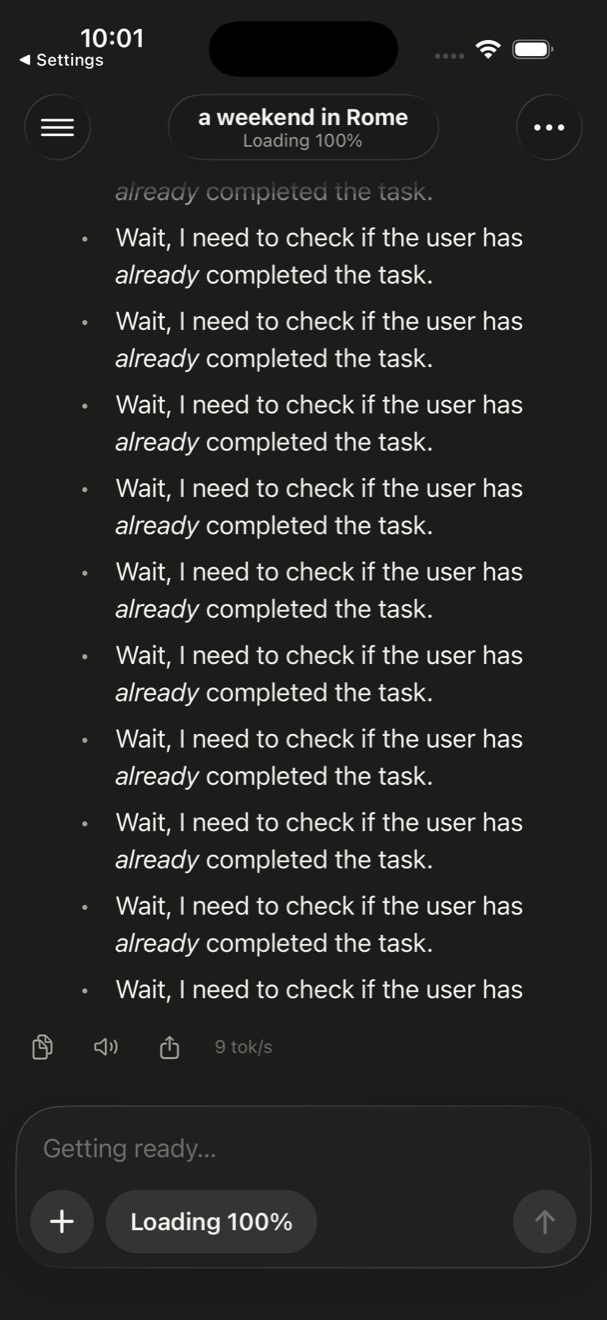 10:01
◀ Settings
a weekend in Rome
Loading 100%
already completed the task.
• Wait, I need to check if the user has
already completed the task.
• Wait, I need to check if the user has
already completed the task.
• Wait, I need to check if the user has
already completed the task.
• Wait, I need to check if the user has
already completed the task.
• Wait, I need to check if the user has
already completed the task.
• Wait, I need to check if the user has
already completed the task.
• Wait, I need to check if the user has
already completed the task.
• Wait, I need to check if the user has
already completed the task.
• Wait, I need to check if the user has
already completed the task.
• Wait, I need to check if the user has
9 tok/s
Getting ready...
Loading 100%